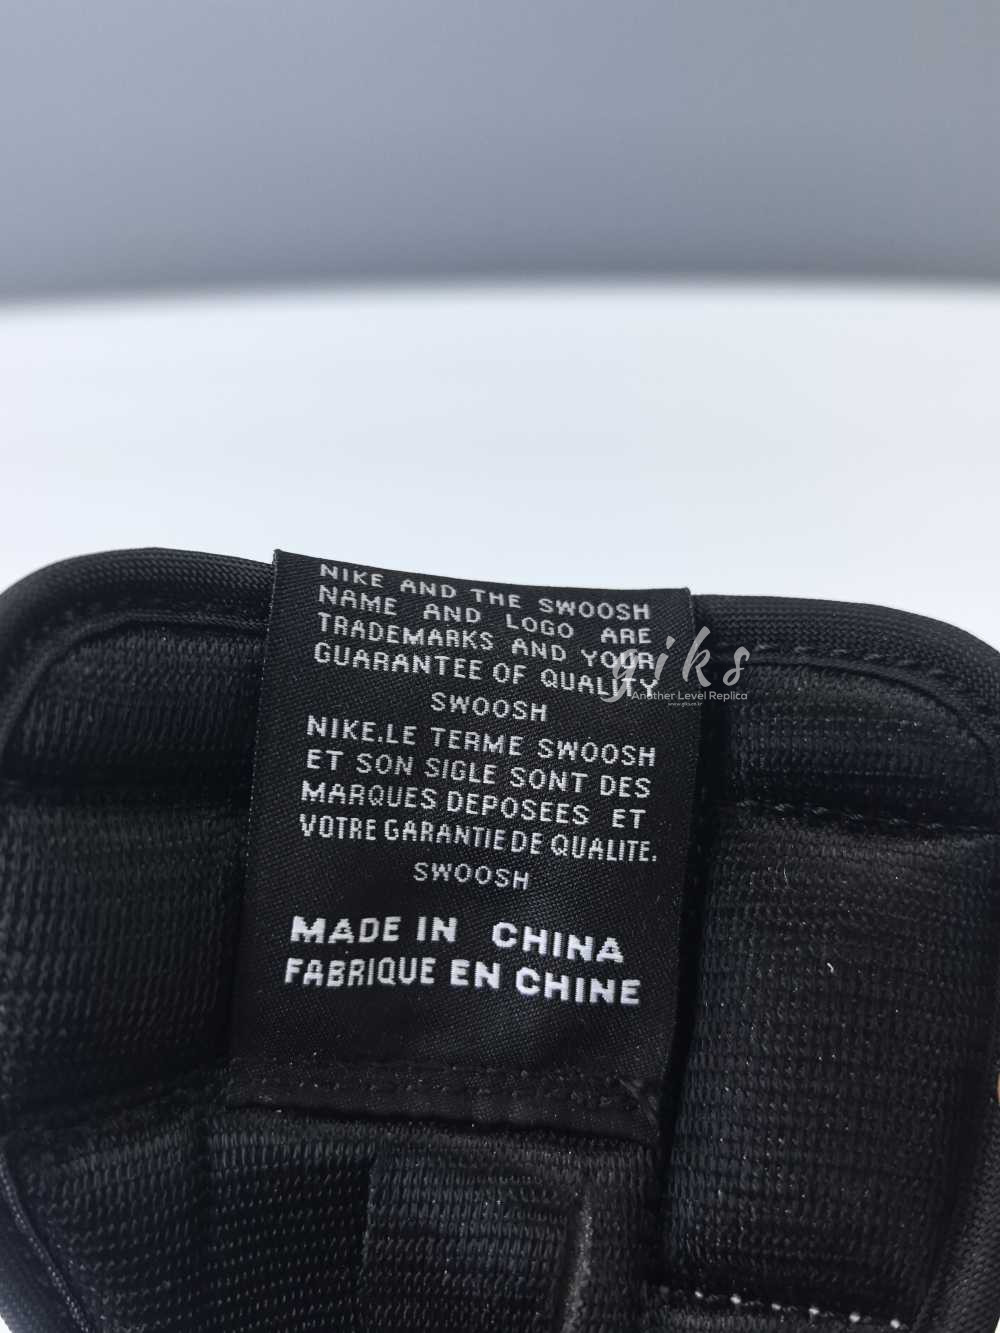 NIKE AND THE SWOOSH
NAME AND LOGO ARE
TRADEMARKS AND YOUR
GUARANTEE OF QUALITY
SWOOSH
NIKE.LE TERME SWOOSH
ET SON SIGLE SONT DES
MARQUES DEPOSEES ET
VOTRE GARANTIE DE QUALITE.
SWOOSH
MADE IN CHINA
FABRIQUE EN CHINE
giks
Another Level Replica